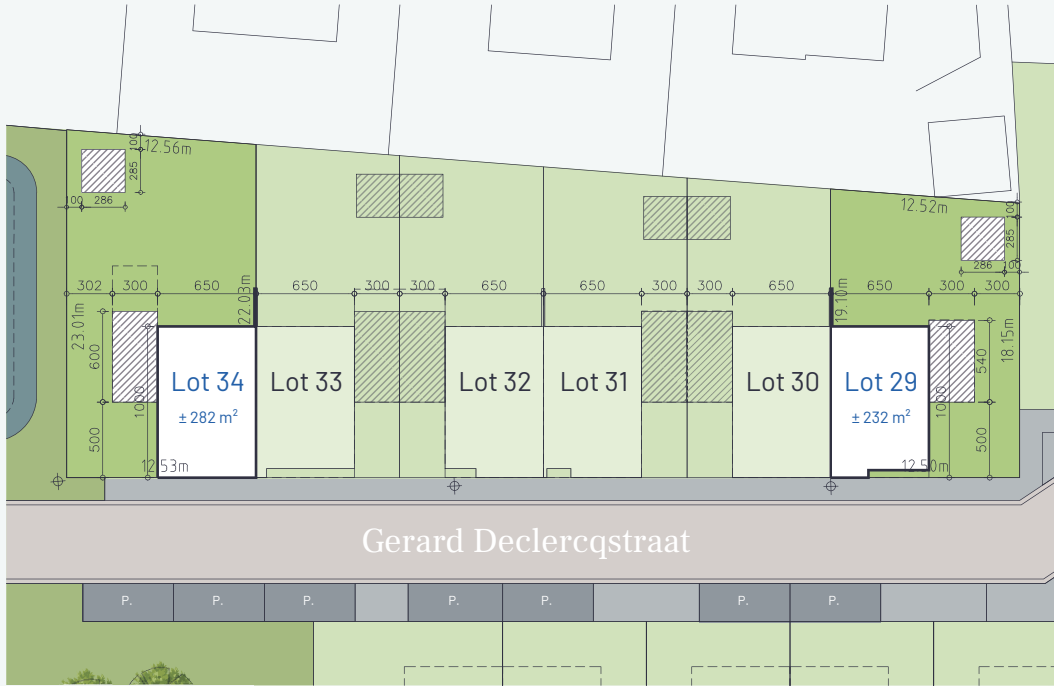 100
12.56m
285
100
286
12.52m
100
285
286
100
302
300
650
22.03m
650
300
300
650
650
300
300
650
19.10m
650
300
300
23.01m
600
1000
500
12.53m
Lot 34
± 282 m²
Lot 33
Lot 32
Lot 31
Lot 30
Lot 29
± 232 m²
18.15m
540
1000
500
12.50m
Gerard Declercqstraat
P.
P.
P.
P.
P.
P.
P.